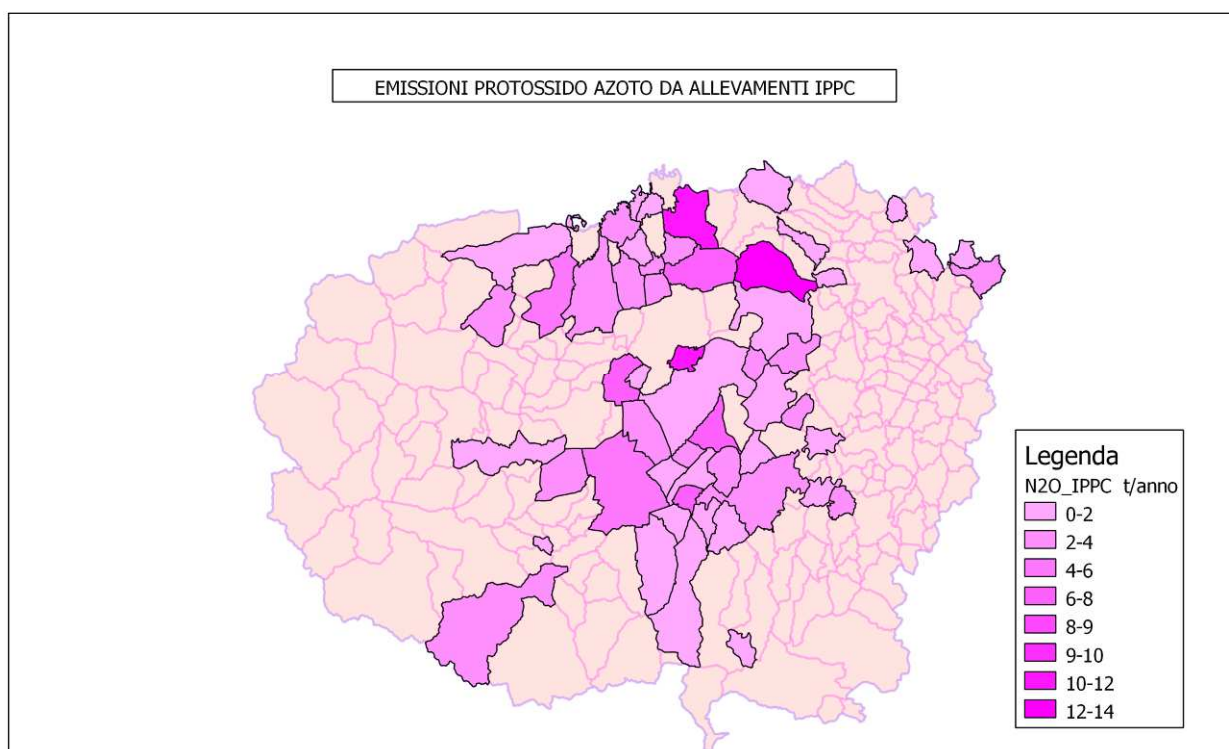 EMISSIONI PROTOSSIDO AZOTO DA ALLEVAMENTI IPPC
Legenda
N2O_IPPC t/anno
0-2
2-4
4-6
6-8
8-9
9-10
10-12
12-14